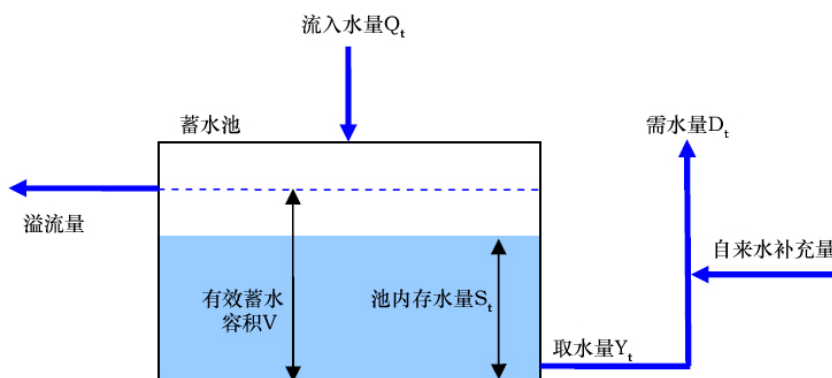 流入水量Qt
蓄水池
需水量Dt
溢流量
自来水补充量
有效蓄水
容积V
池内存水量St
取水量Yt